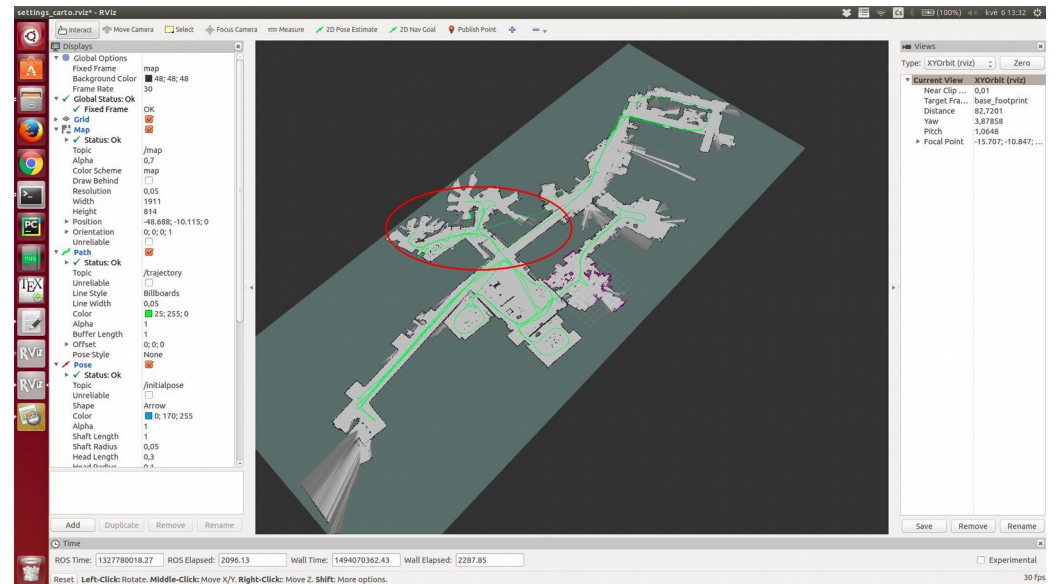 settings_carto.rviz* - RViz
Cs (100%) kvě 6 13:32
Interact Move Camera Select Focus Camera Measure 2D Pose Estimate 2D Nav Goal Publish Point
Displays
Global Options
Fixed Frame map
Background Color 48; 48; 48
Frame Rate 30
Global Status: Ok
Fixed Frame OK
Grid
Map
Status: Ok
Topic /map
Alpha 0,7
Color Scheme map
Draw Behind
Resolution 0,05
Width 1911
Height 814
Position -48.688; -10.115; 0
Orientation 0; 0; 0; 1
Unreliable
Path
Status: Ok
Topic /trajectory
Unreliable
Line Style Billboards
Line Width 0,05
Color 25; 255; 0
Alpha 1
Buffer Length 1
Offset 0; 0; 0
Pose Style None
Pose
Status: Ok
Topic /initialpose
Unreliable
Shape Arrow
Color 0; 170; 255
Alpha 1
Shaft Length 1
Shaft Radius 0,05
Head Length 0,3
Head Radius 0,1
Add Duplicate Remove Rename
Views
Type: XYOrbit (rviz) Zero
Current View XYOrbit (rviz)
Near Clip ... 0,01
Target Fra... base_footprint
Distance 82,7201
Yaw 3,87858
Pitch 1,0648
Focal Point -15.707; -10.847; ...
Save Remove Rename
PC
TEX
RViz
RViz
Time
ROS Time: 1327780018.27 ROS Elapsed: 2096.13 Wall Time: 1494070362.43 Wall Elapsed: 2287.85 Experimental
Reset Left-Click: Rotate. Middle-Click: Move X/Y. Right-Click: Move Z. Shift: More options. 30 fps